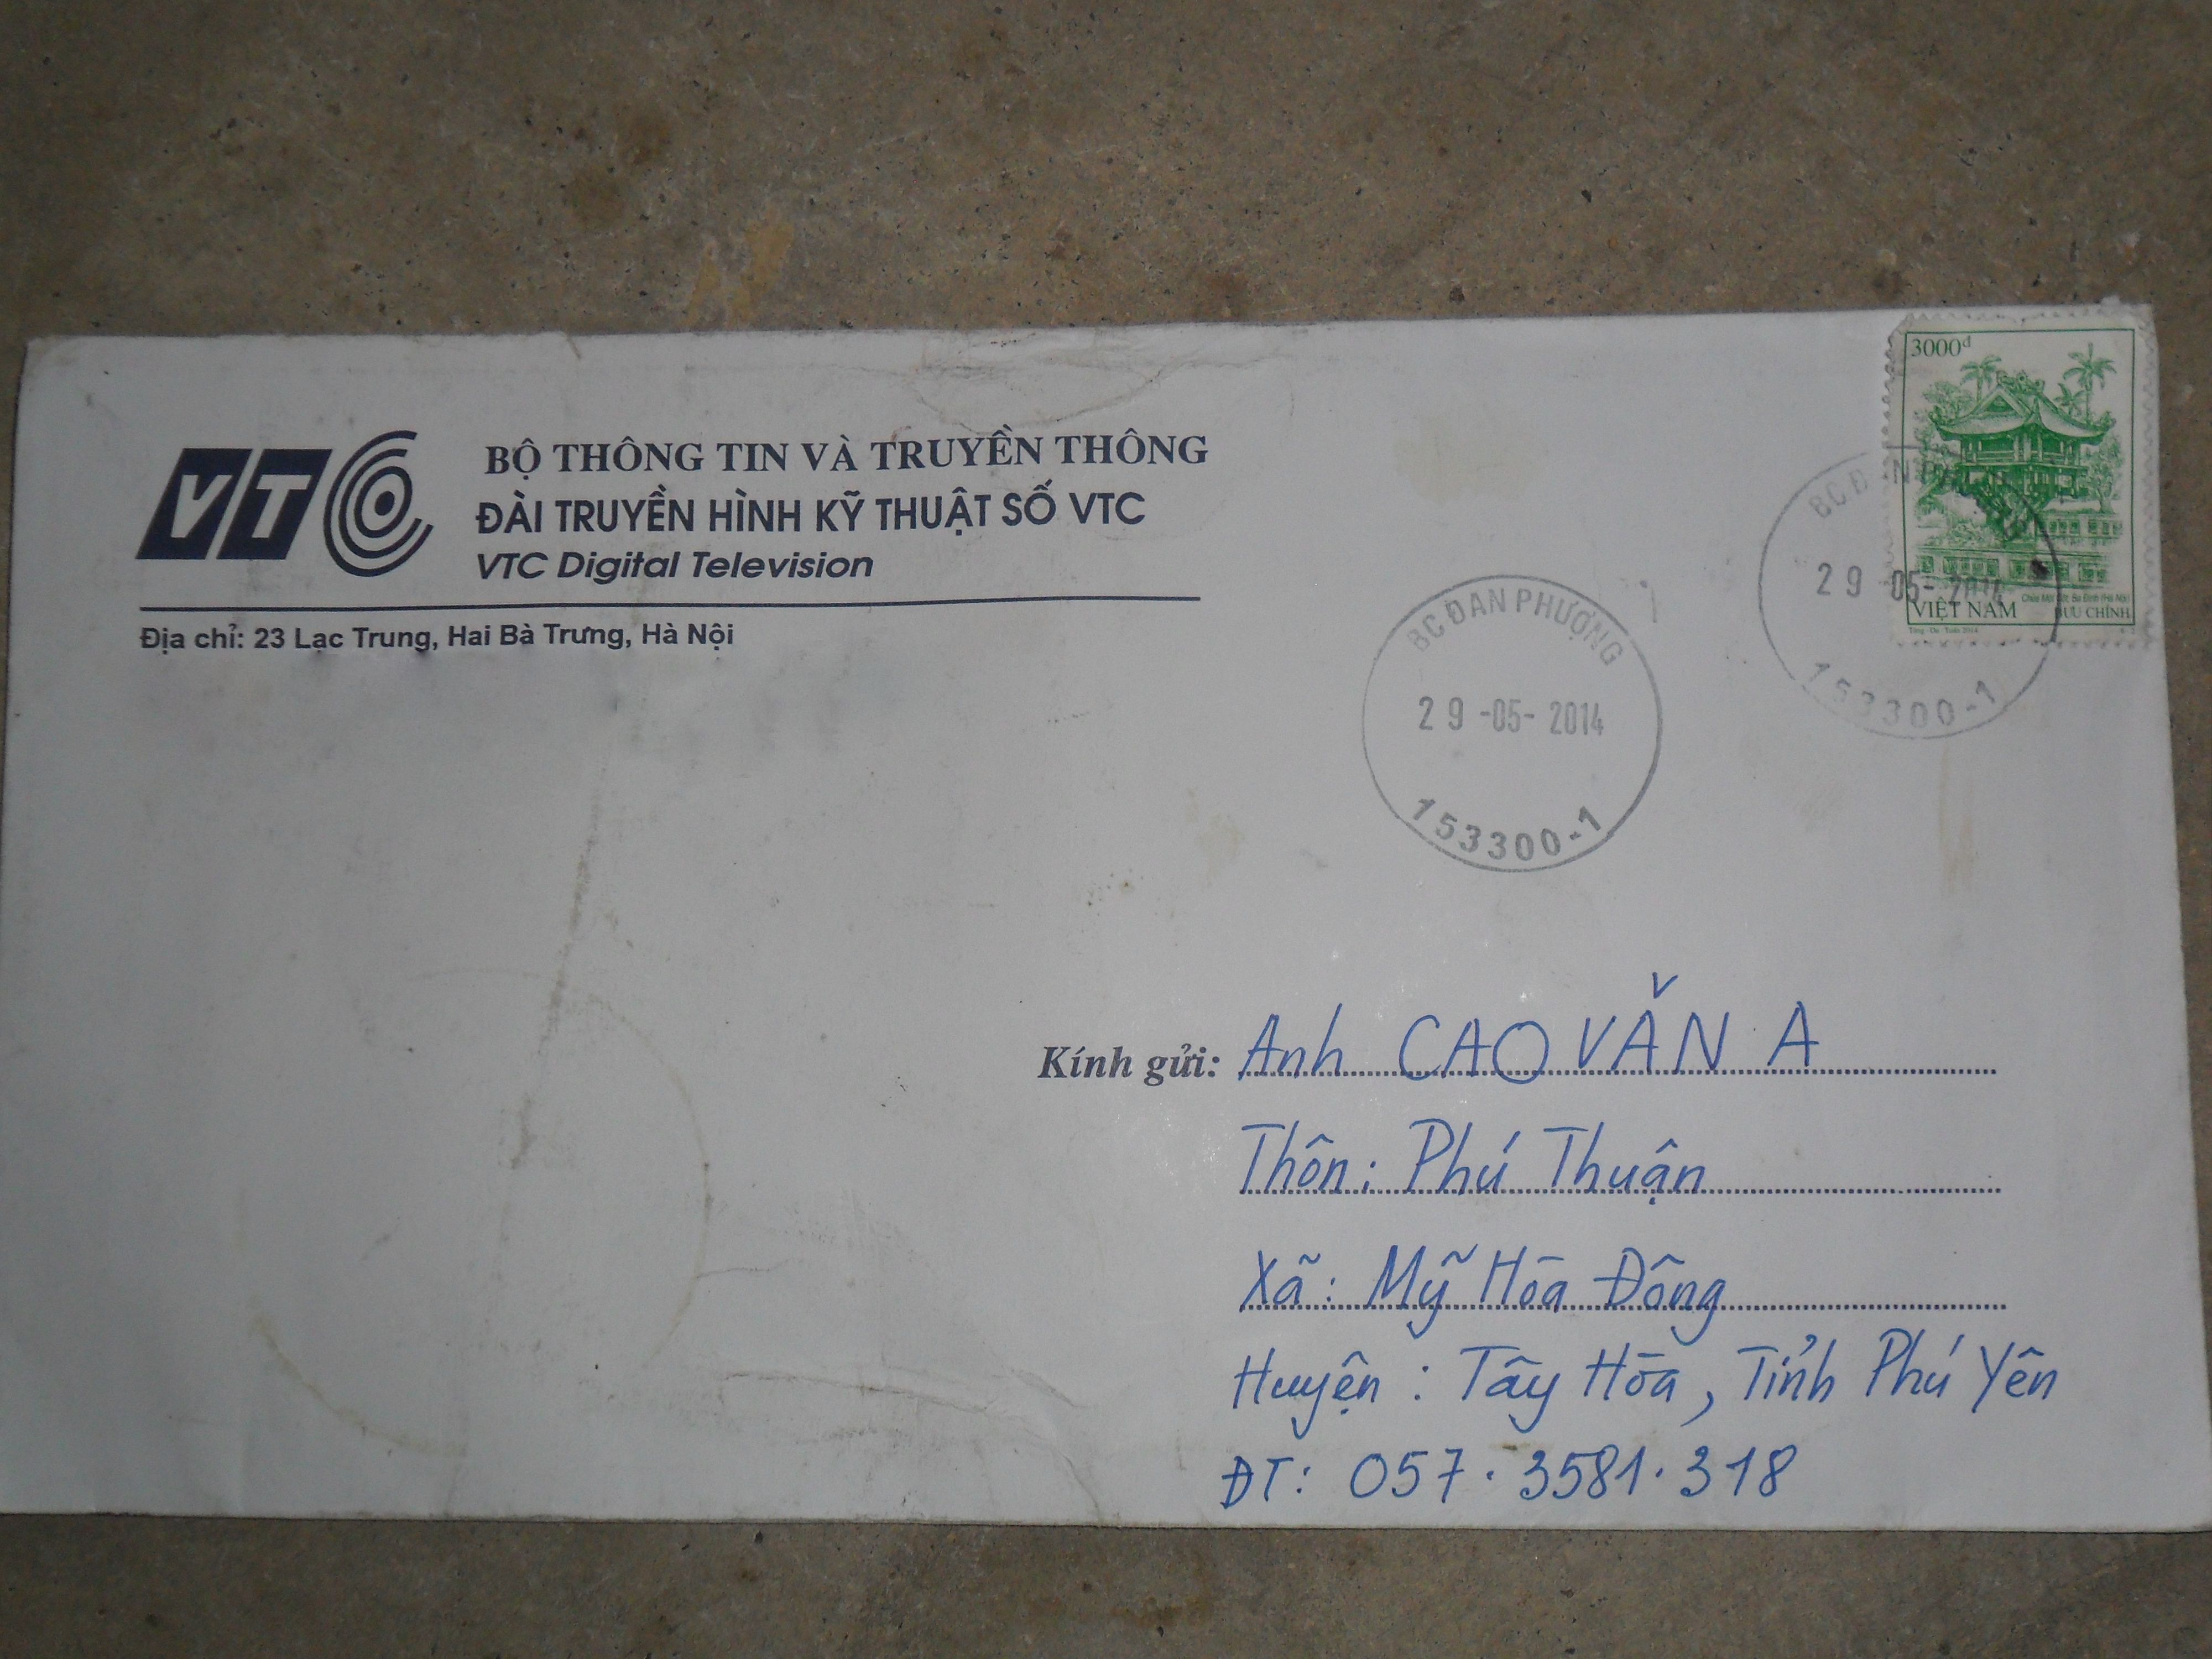 VTC
BỘ THÔNG TIN VÀ TRUYỀN THÔNG
ĐÀI TRUYỀN HÌNH KỸ THUẬT SỐ VTC
VTC Digital Television
Địa chỉ: 23 Lạc Trung, Hai Bà Trưng, Hà Nội
3000đ
VIỆT NAM
BƯU CHÍNH
BC Đ
29-05-2014
153300-1
BC ĐAN PHƯỢNG
29-05-2014
153300-1
Kính gửi: Anh CAO VĂN A
Thôn: Phú Thuận
Xã: Mỹ Hòa Đông
Huyện: Tây Hòa, Tỉnh Phú Yên
ĐT: 057.3581.318